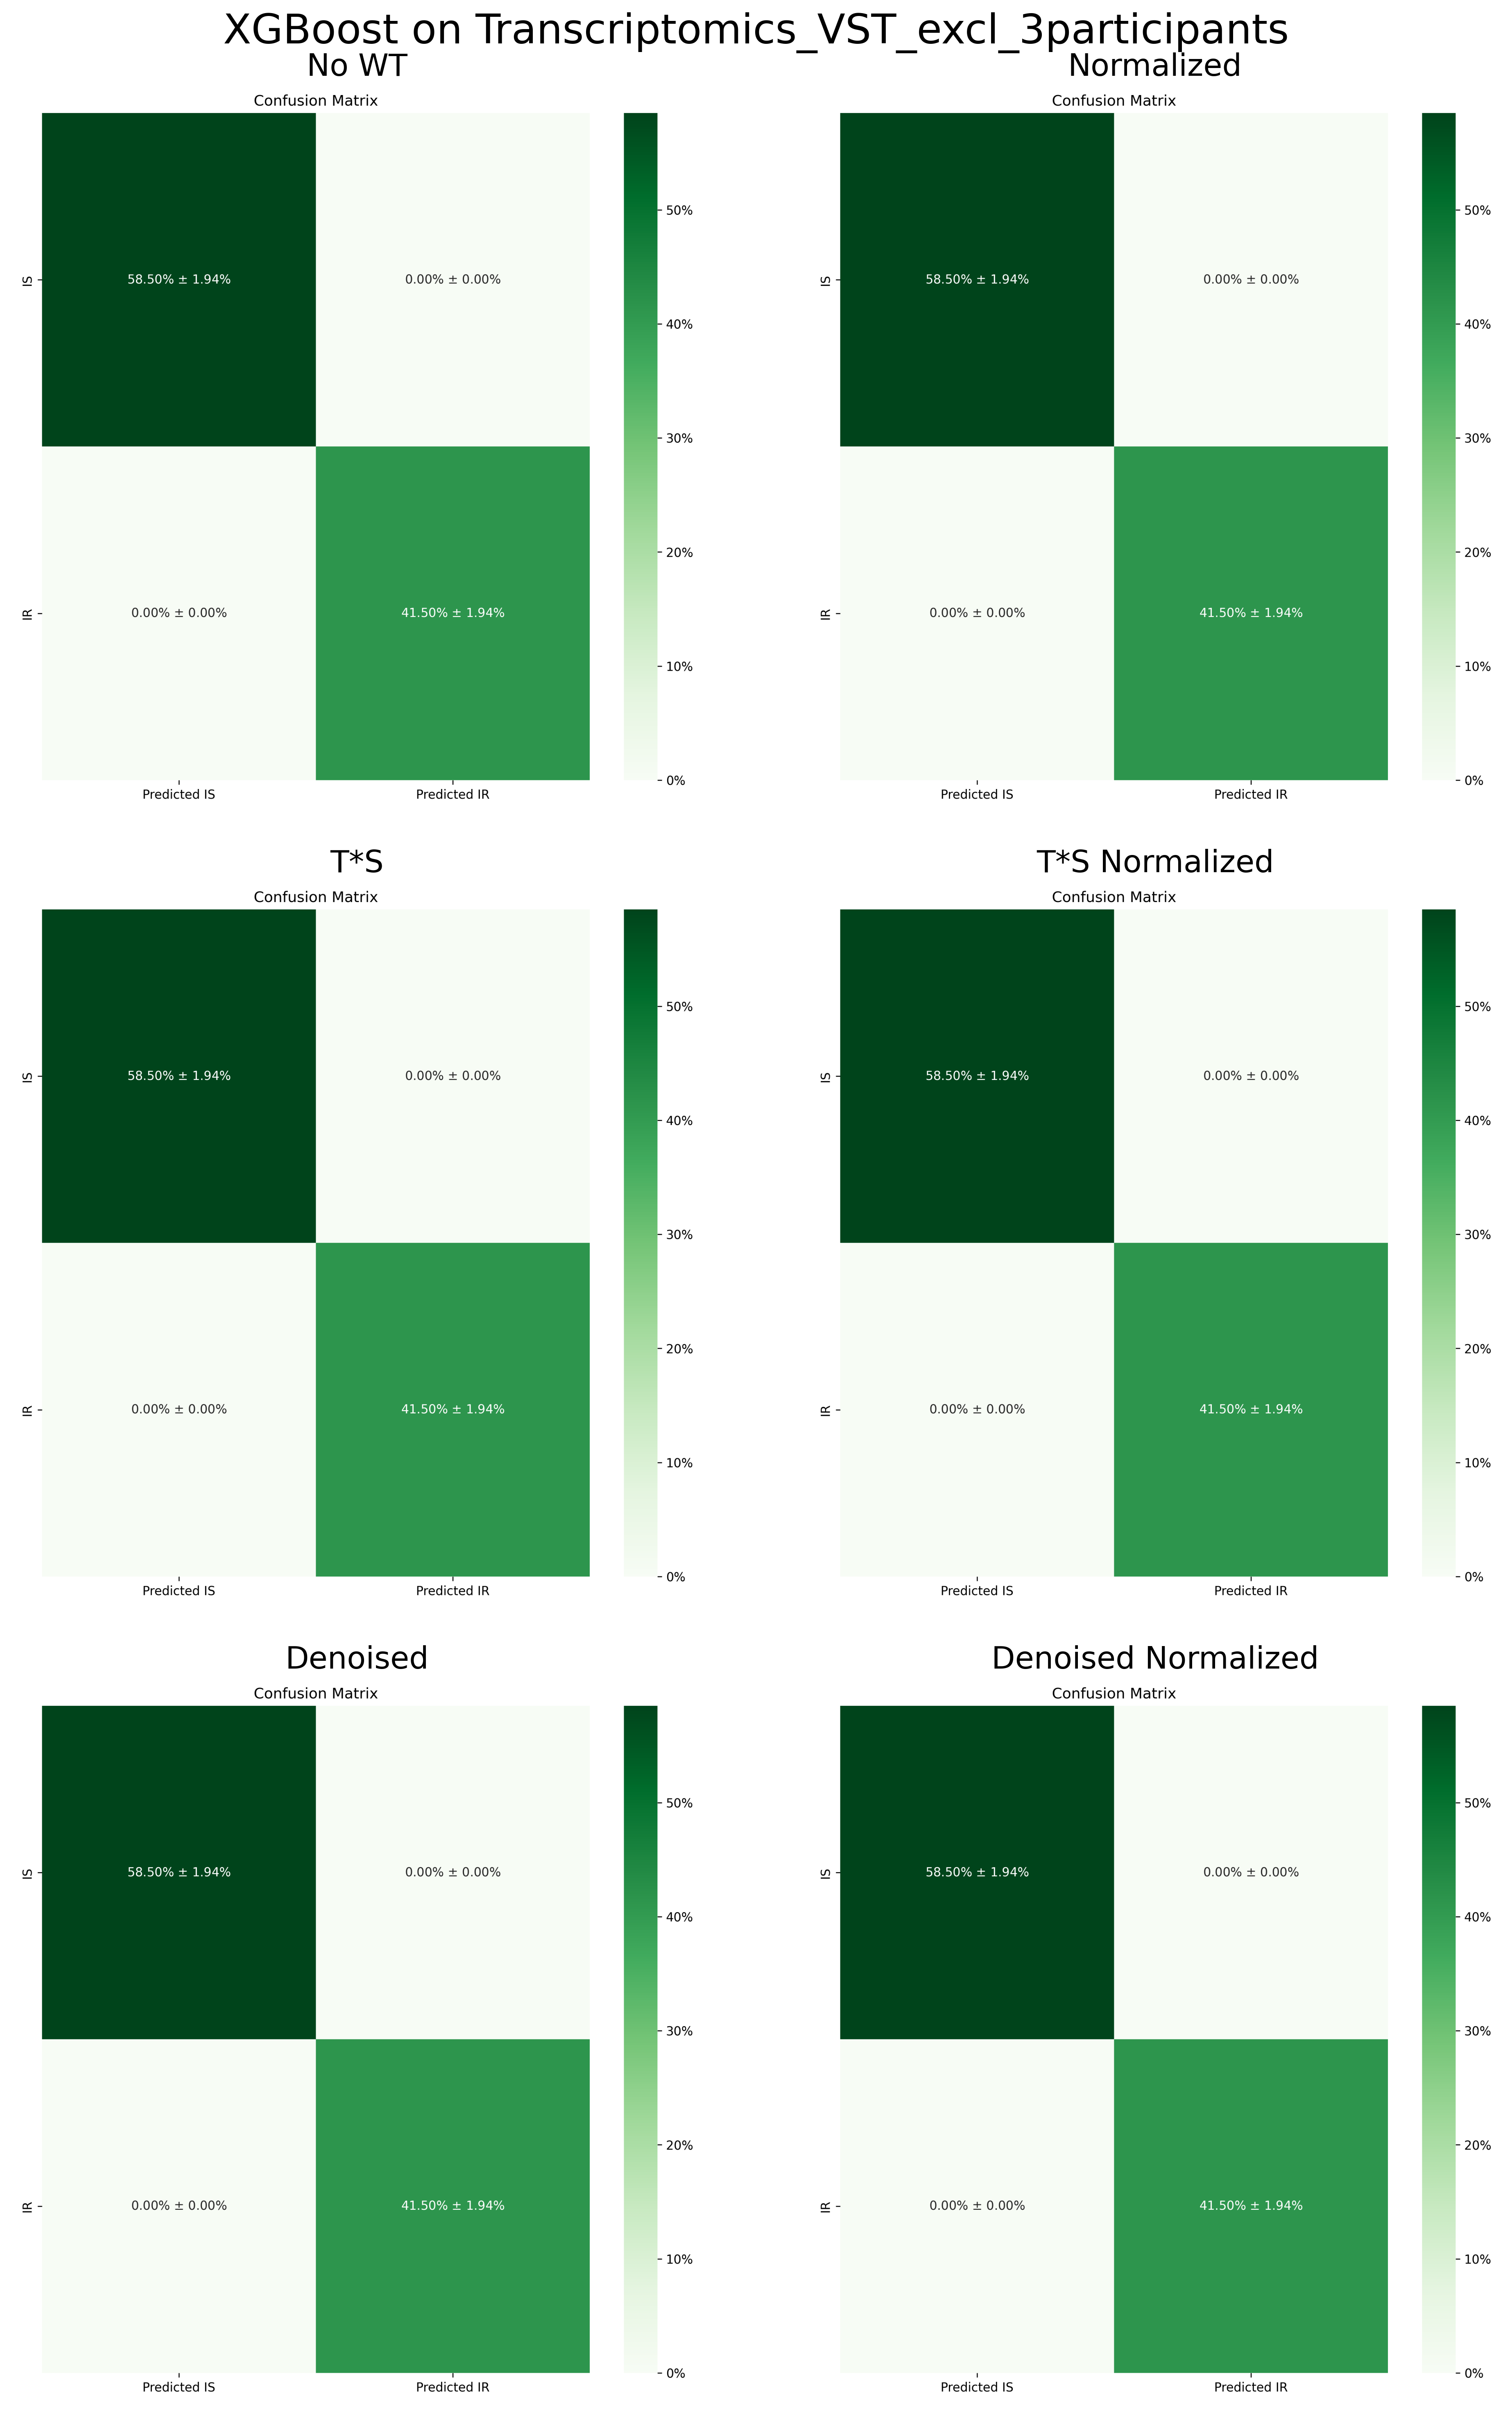 XGBoost on Transcriptomics_VST_excl_3participants
No WT
Confusion Matrix
50%
40%
30%
20%
10%
0%
IS
IR
58.50% ± 1.94%
0.00% ± 0.00%
0.00% ± 0.00%
41.50% ± 1.94%
Predicted IS
Predicted IR
Normalized
Confusion Matrix
50%
40%
30%
20%
10%
0%
IS
IR
58.50% ± 1.94%
0.00% ± 0.00%
0.00% ± 0.00%
41.50% ± 1.94%
Predicted IS
Predicted IR
T*S
Confusion Matrix
50%
40%
30%
20%
10%
0%
IS
IR
58.50% ± 1.94%
0.00% ± 0.00%
0.00% ± 0.00%
41.50% ± 1.94%
Predicted IS
Predicted IR
T*S Normalized
Confusion Matrix
50%
40%
30%
20%
10%
0%
IS
IR
58.50% ± 1.94%
0.00% ± 0.00%
0.00% ± 0.00%
41.50% ± 1.94%
Predicted IS
Predicted IR
Denoised
Confusion Matrix
50%
40%
30%
20%
10%
0%
IS
IR
58.50% ± 1.94%
0.00% ± 0.00%
0.00% ± 0.00%
41.50% ± 1.94%
Predicted IS
Predicted IR
Denoised Normalized
Confusion Matrix
50%
40%
30%
20%
10%
0%
IS
IR
58.50% ± 1.94%
0.00% ± 0.00%
0.00% ± 0.00%
41.50% ± 1.94%
Predicted IS
Predicted IR